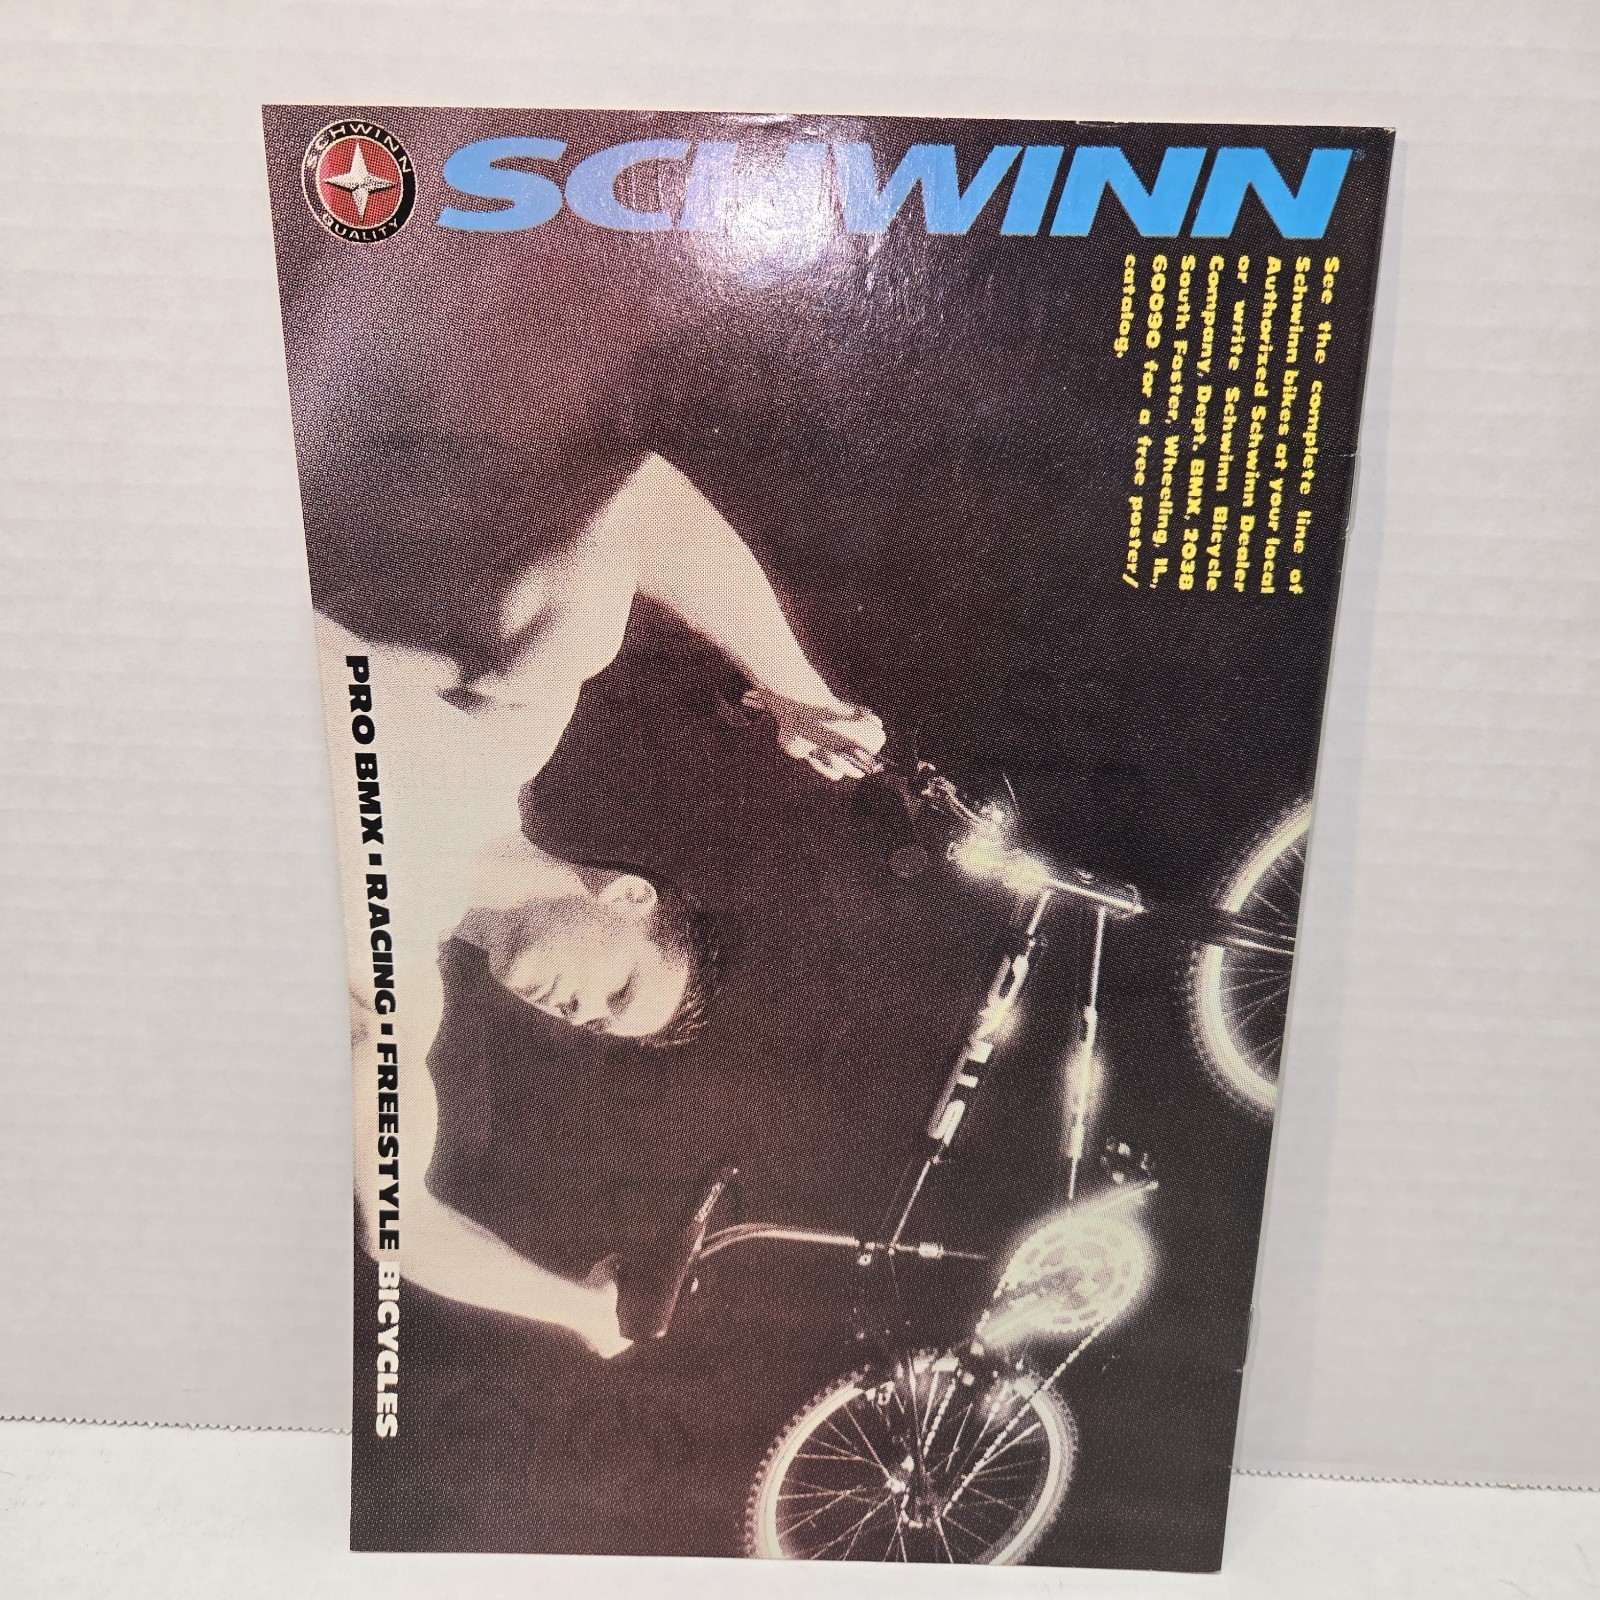 SCHWINN
QUALITY
SCHWINN®
See the complete line of
Schwinn bikes at your local
Authorized Schwinn Dealer
or write Schwinn Bicycle
Company, Dept. BMX, 2038
South Foster, Wheeling, IL.,
60090 for a free poster/
catalog.
PRO BMX ▪ RACING ▪ FREESTYLE BICYCLES